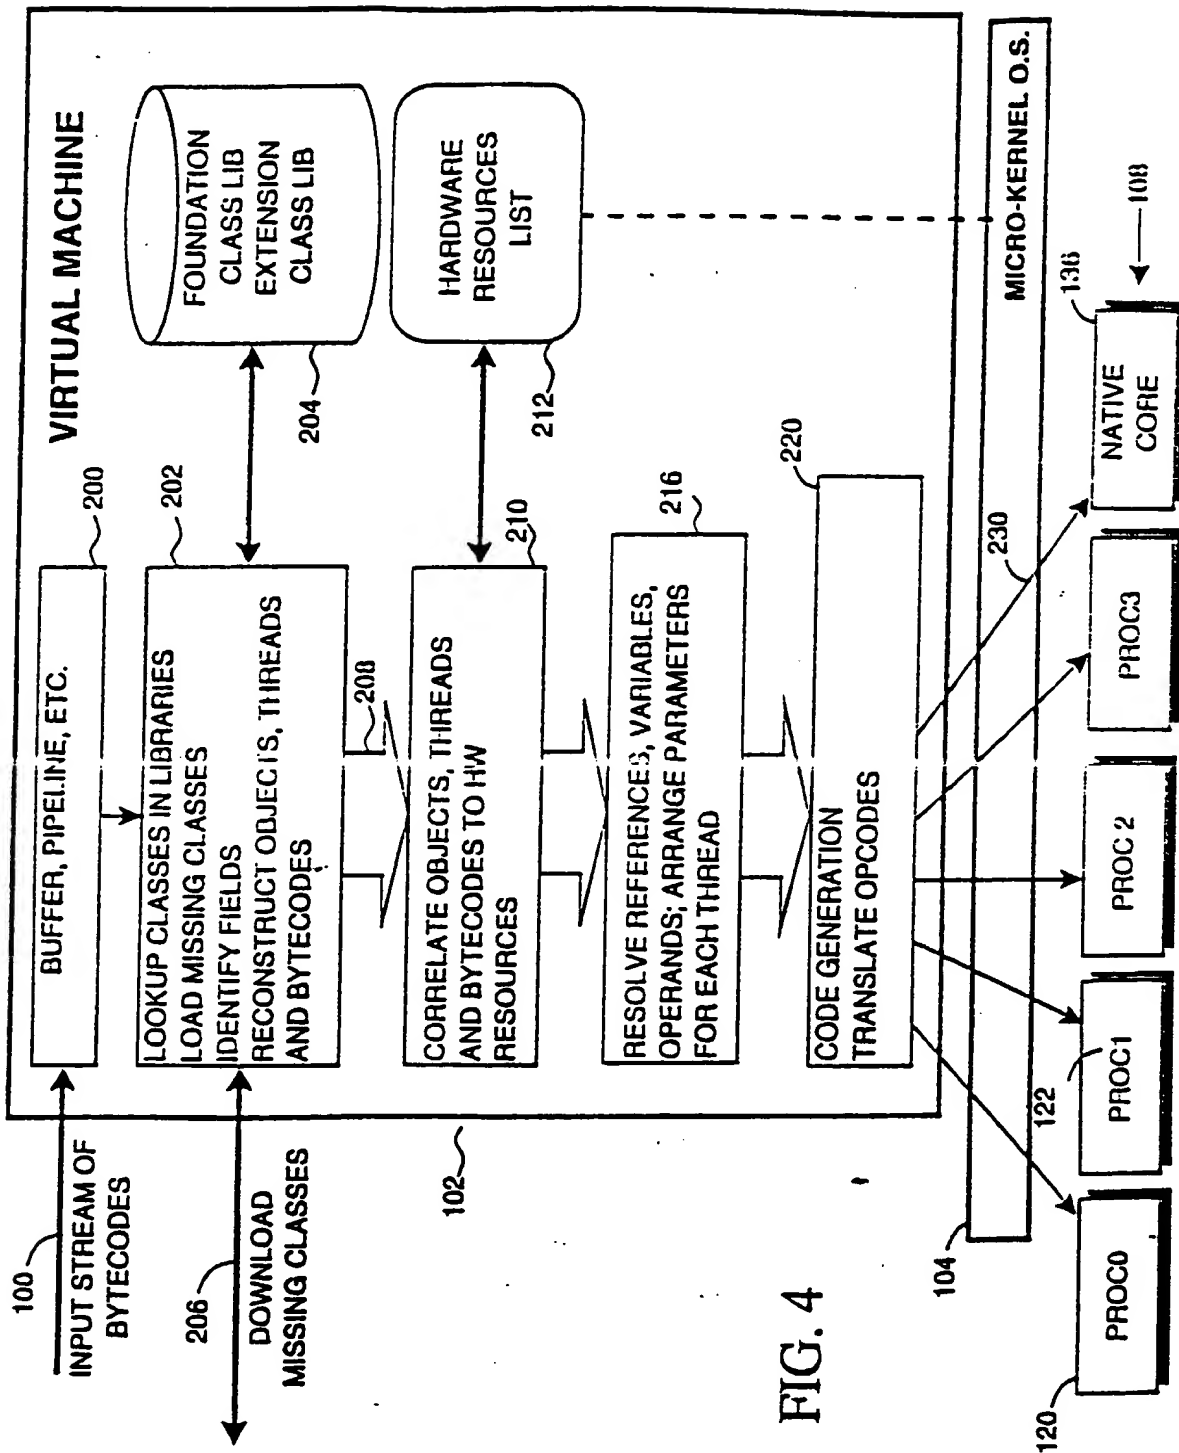 VIRTUAL MACHINE
100
INPUT STREAM OF
BYTECODES
BUFFER, PIPELINE, ETC.
200
206
DOWNLOAD
MISSING CLASSES
LOOKUP CLASSES IN LIBRARIES
LOAD MISSING CLASSES
IDENTIFY FIELDS
RECONSTRUCT OBJECTS, THREADS
AND BYTECODES
202
FOUNDATION
CLASS LIB
EXTENSION
CLASS LIB
204
208
CORRELATE OBJECTS, THREADS
AND BYTECODES TO HW
RESOURCES
210
HARDWARE
RESOURCES
LIST
212
102
RESOLVE REFERENCES, VARIABLES,
OPERANDS; ARRANGE PARAMETERS
FOR EACH THREAD
216
CODE GENERATION
TRANSLATE OPCODES
220
104
MICRO-KERNEL O.S.
230
120
PROC0
122
PROC1
PROC 2
PROC3
NATIVE
CORE
136
108
FIG. 4